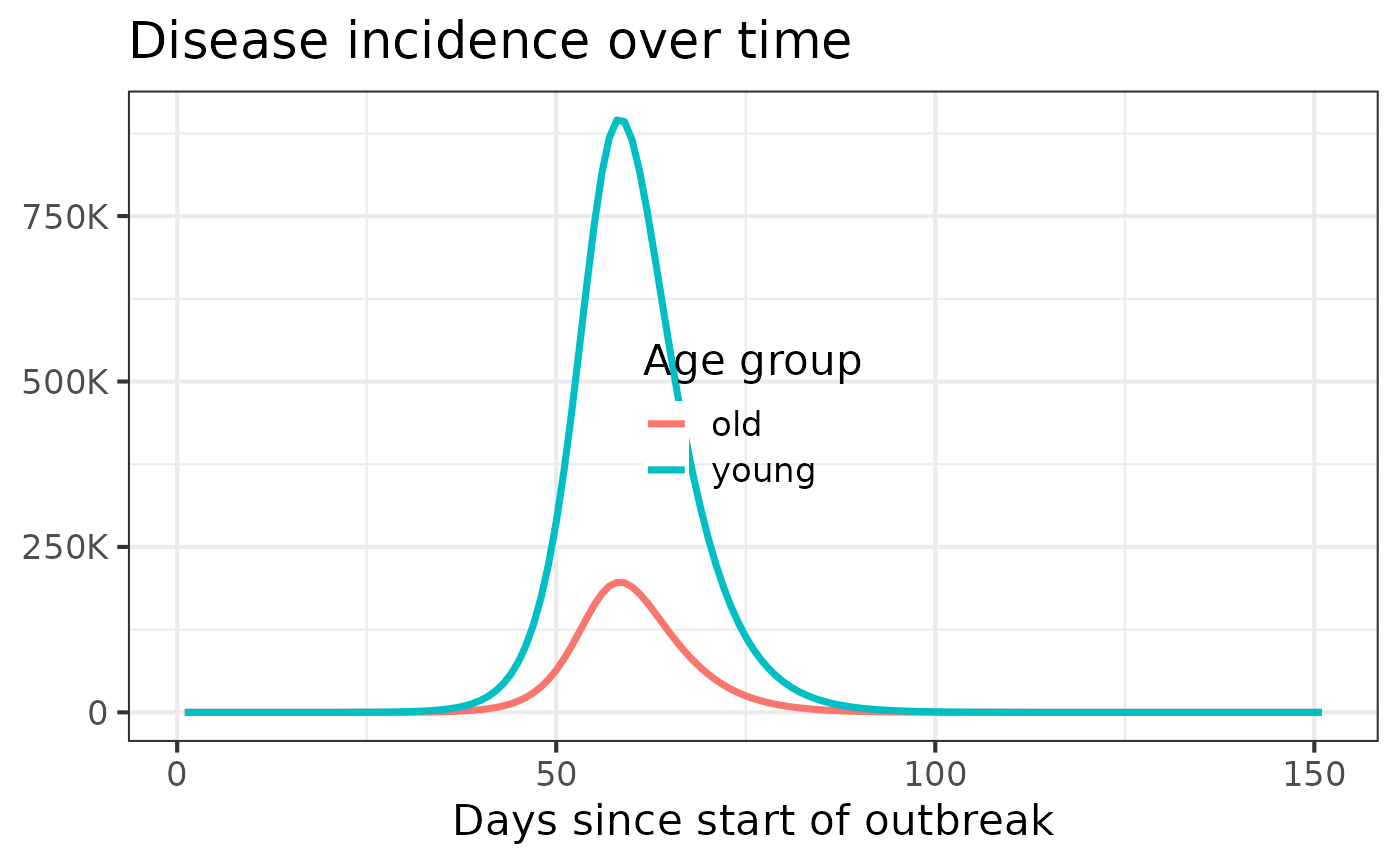 Disease incidence over time
750K
500K
250K
0
Age group
old
young
0 50 100 150
Days since start of outbreak